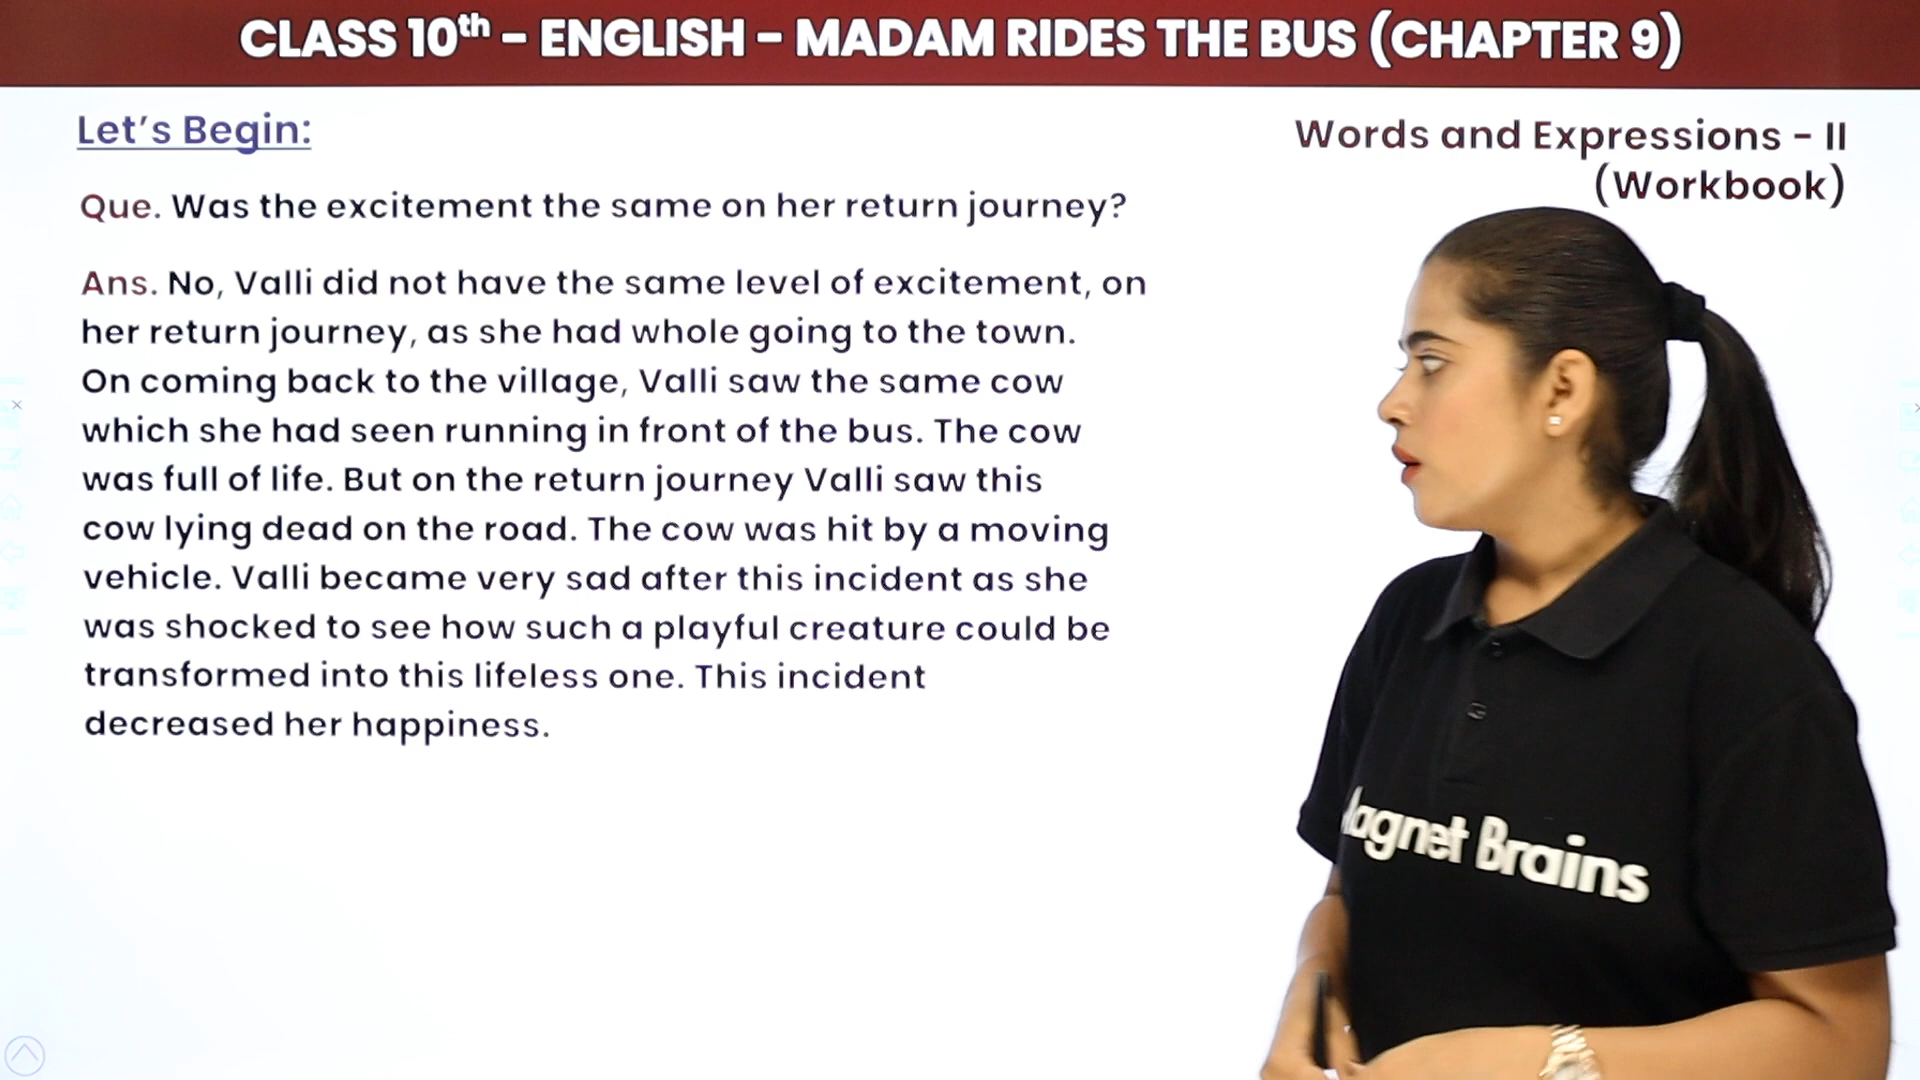 CLASS 10th - ENGLISH - MADAM RIDES THE BUS (CHAPTER 9)
Let's Begin:
Words and Expressions - II
(Workbook)
Que. Was the excitement the same on her return journey?
Ans. No, Valli did not have the same level of excitement, on
her return journey, as she had whole going to the town.
On coming back to the village, Valli saw the same cow
which she had seen running in front of the bus. The cow
was full of life. But on the return journey Valli saw this
cow lying dead on the road. The cow was hit by a moving
vehicle. Valli became very sad after this incident as she
was shocked to see how such a playful creature could be
transformed into this lifeless one. This incident
decreased her happiness.
agnet Brains